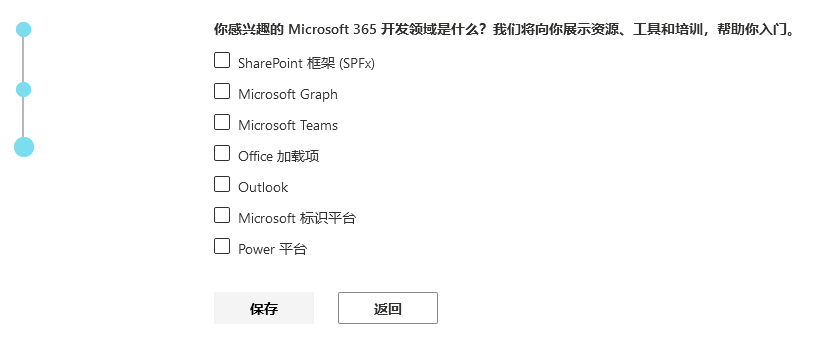 你感兴趣的 Microsoft 365 开发领域是什么？我们将向你展示资源、工具和培训，帮助你入门。
SharePoint 框架 (SPFx)
Microsoft Graph
Microsoft Teams
Office 加载项
Outlook
Microsoft 标识平台
Power 平台
保存 返回